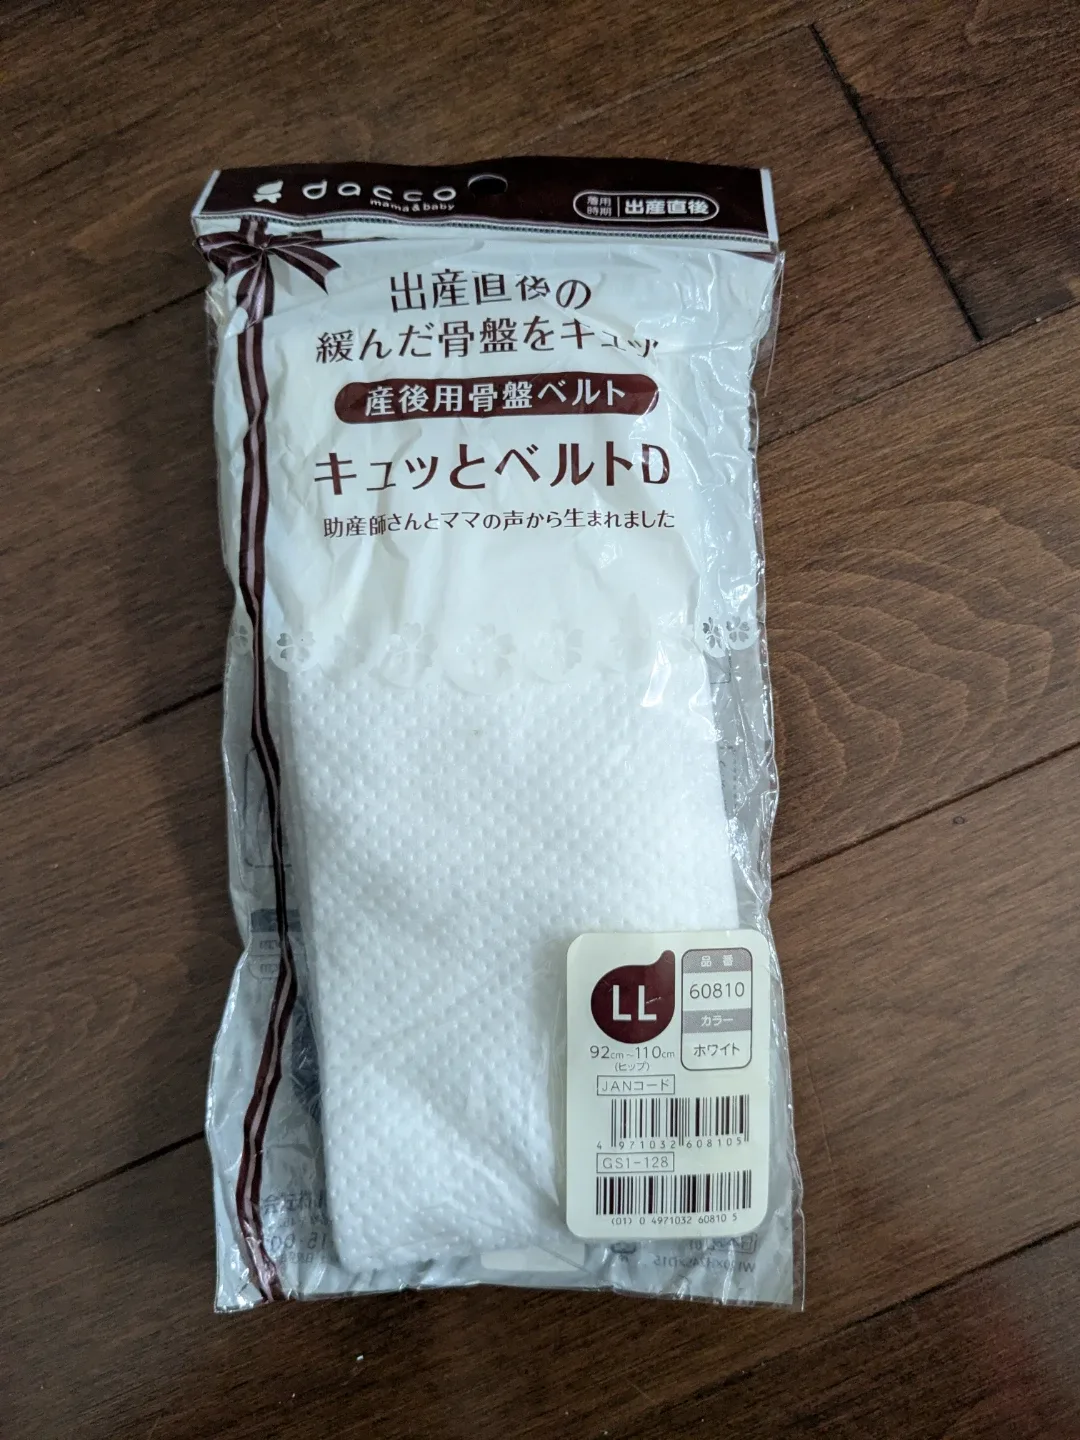 dacco
mama & baby
着用時期 出産直後
出産直後の
緩んだ骨盤をキュッ
産後用骨盤ベルト
キュッとベルトD
助産師さんとママの声から生まれました
LL
92cm~110cm
(ヒップ)
品番
60810
カラー
ホワイト
JANコード
4 971032 608105
GS1-128
(01) 0 4971032 60810 5